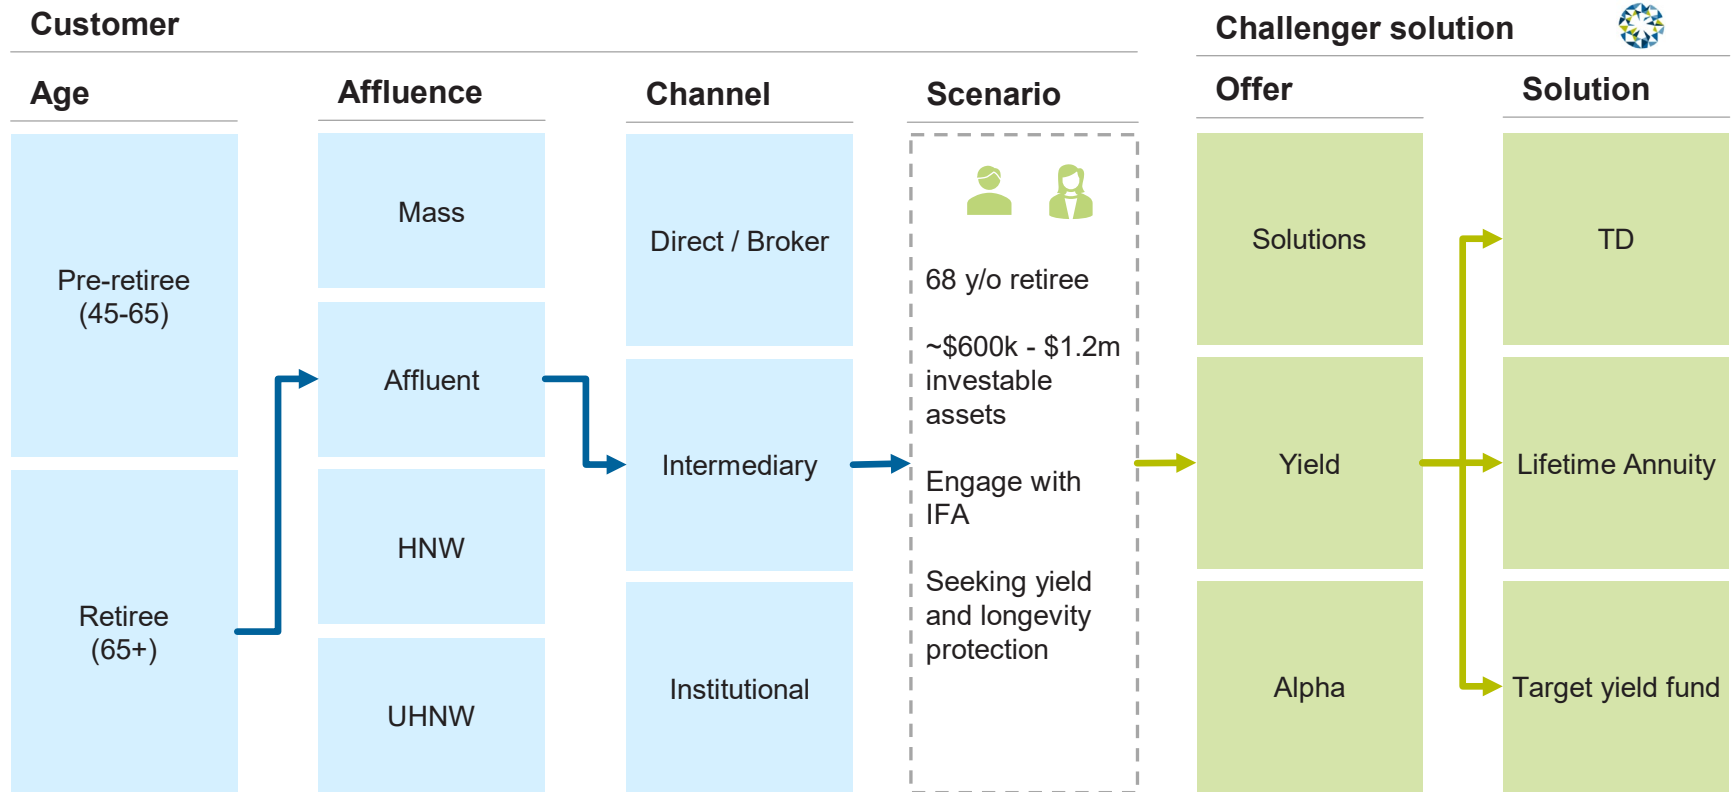 Customer
Challenger solution
Age
Affluence
Channel
Scenario
Offer
Solution
Pre-retiree
(45-65)
Retiree
(65+)
Mass
Affluent
HNW
UHNW
Direct / Broker
Intermediary
Institutional
68 y/o retiree
~$600k - $1.2m
investable
assets
Engage with
IFA
Seeking yield
and longevity
protection
Solutions
Yield
Alpha
TD
Lifetime Annuity
Target yield fund